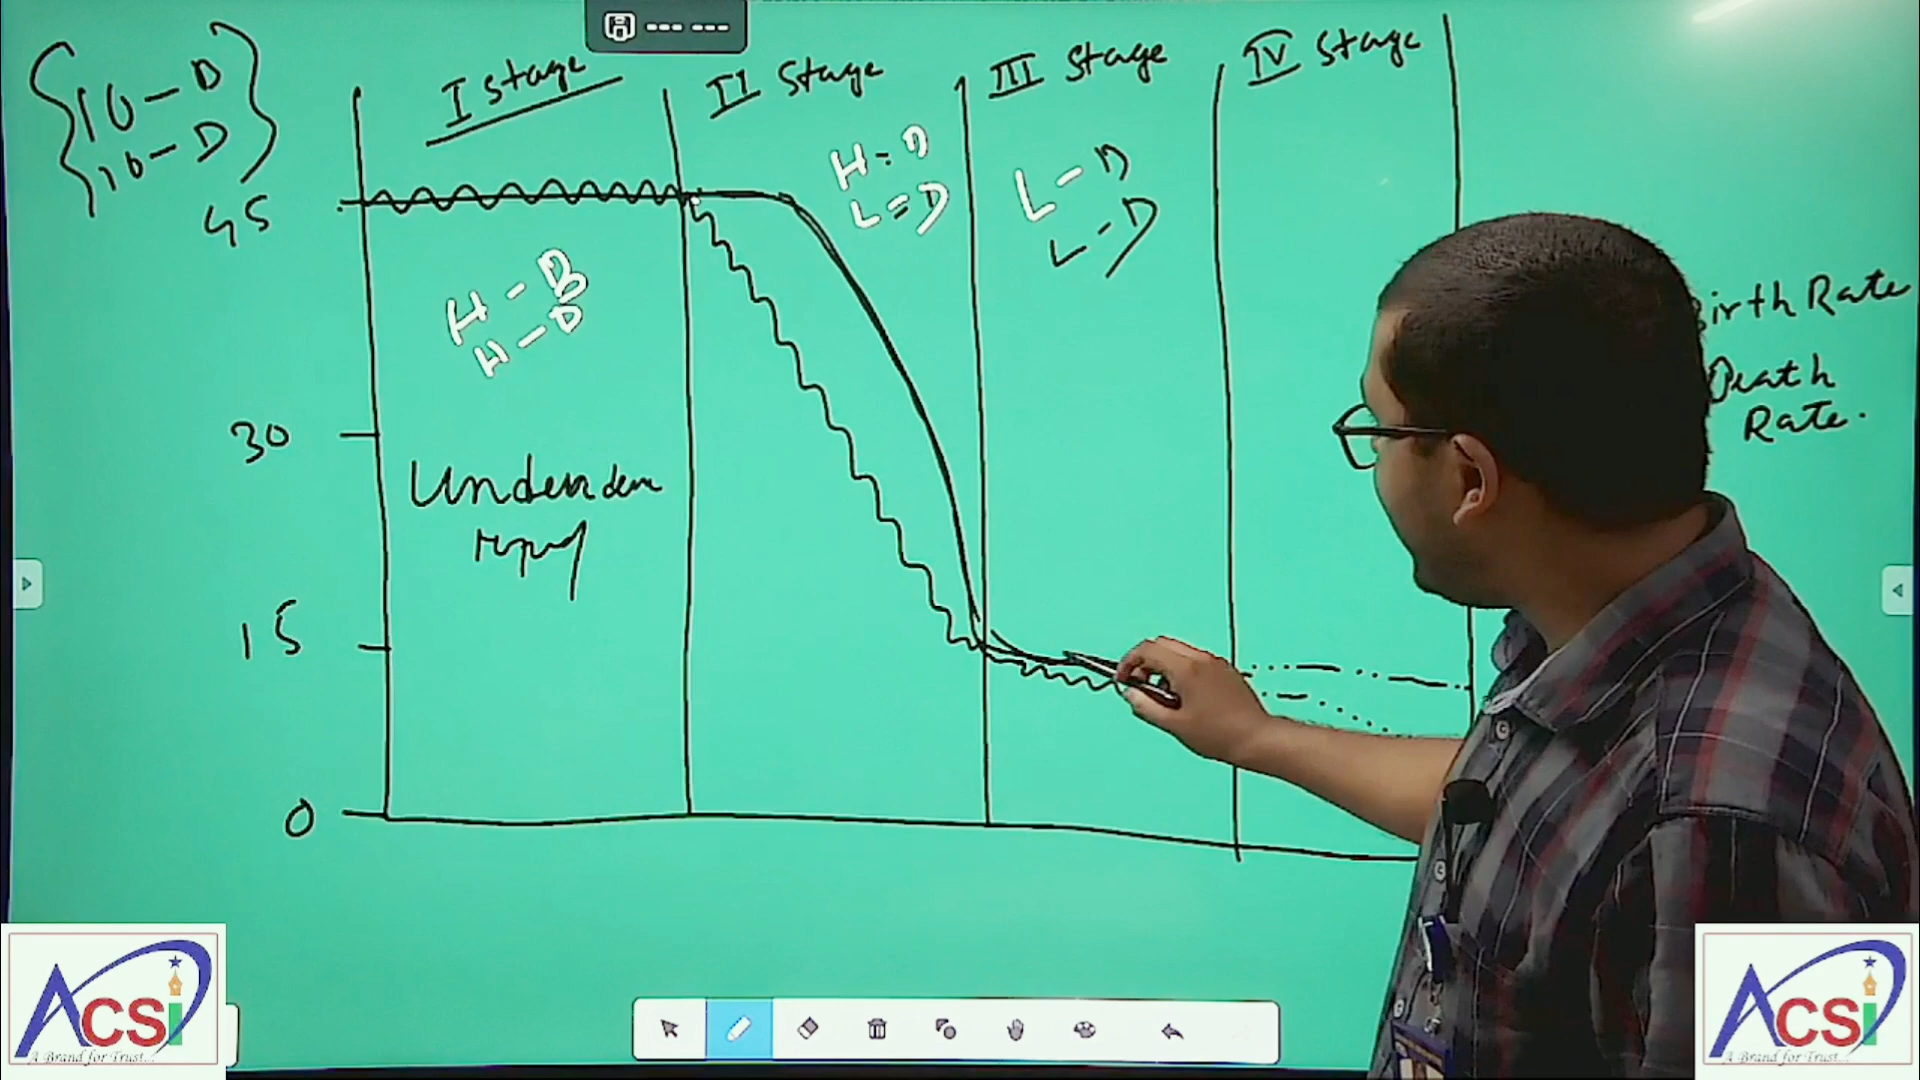 I Stage
II Stage
III Stage
IV Stage
10-D
10-D
45
30
15
0
H-B
H-D
H-D
L=D
L-D
L-D
Birth Rate
Death
Rate.
ACSi
A Brand for Trust...
ACSi
A Brand for Trust...